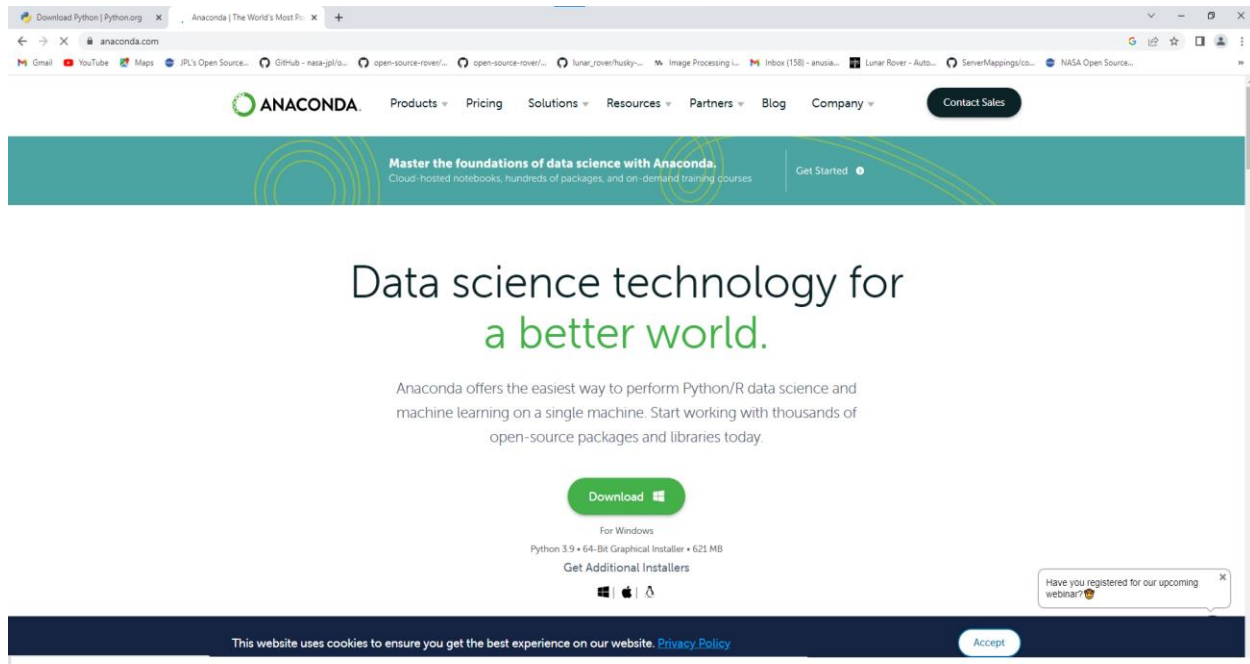 Download Python | Python.org
Anaconda | The World's Most Po
anaconda.com
Gmail YouTube Maps JPL's Open Source... GitHub - nasa-jpl/o... open-source-rover/... open-source-rover/... lunar_rover/husky-... Image Processing i... Inbox (158) - anusia... Lunar Rover - Auto... ServerMappings/co... NASA Open Source...
ANACONDA. Products Pricing Solutions Resources Partners Blog Company Contact Sales
Master the foundations of data science with Anaconda.
Cloud-hosted notebooks, hundreds of packages, and on-demand training courses
Get Started
Data science technology for
a better world.
Anaconda offers the easiest way to perform Python/R data science and
machine learning on a single machine. Start working with thousands of
open-source packages and libraries today.
Download
For Windows
Python 3.9 • 64-Bit Graphical Installer • 621 MB
Get Additional Installers
Have you registered for our upcoming
webinar?🤠
This website uses cookies to ensure you get the best experience on our website. Privacy Policy
Accept